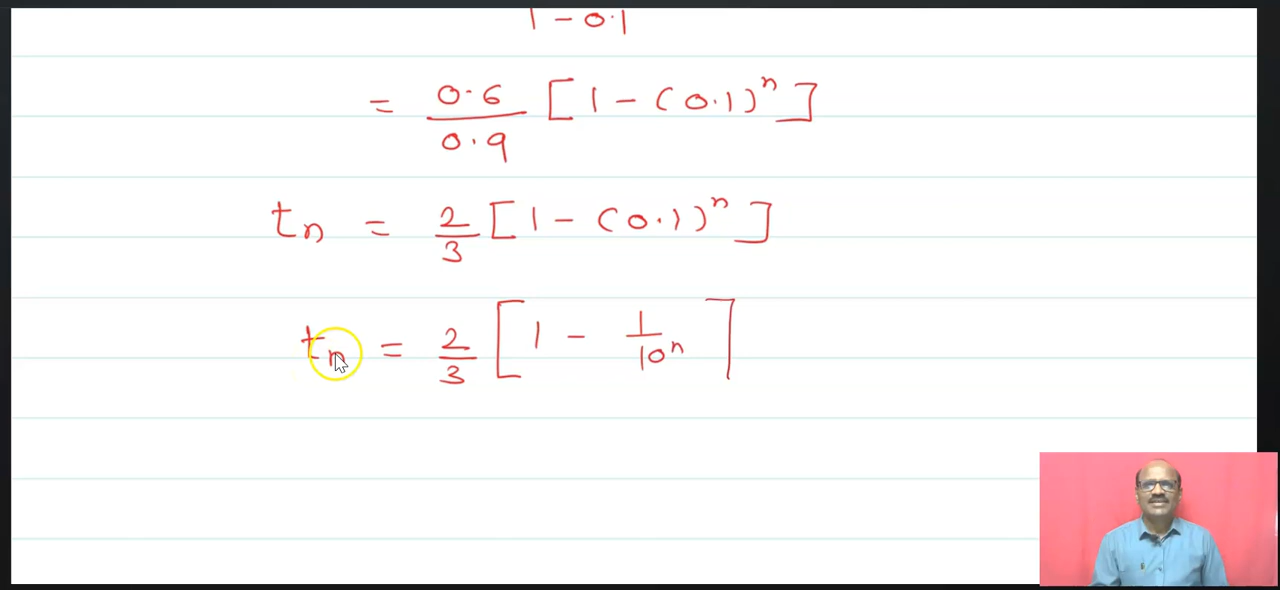 1 - 0.1
= 0.6/0.9 [1 - (0.1)^n]
t_n = 2/3 [1 - (0.1)^n]
t_n = 2/3 [1 - 1/10^n]